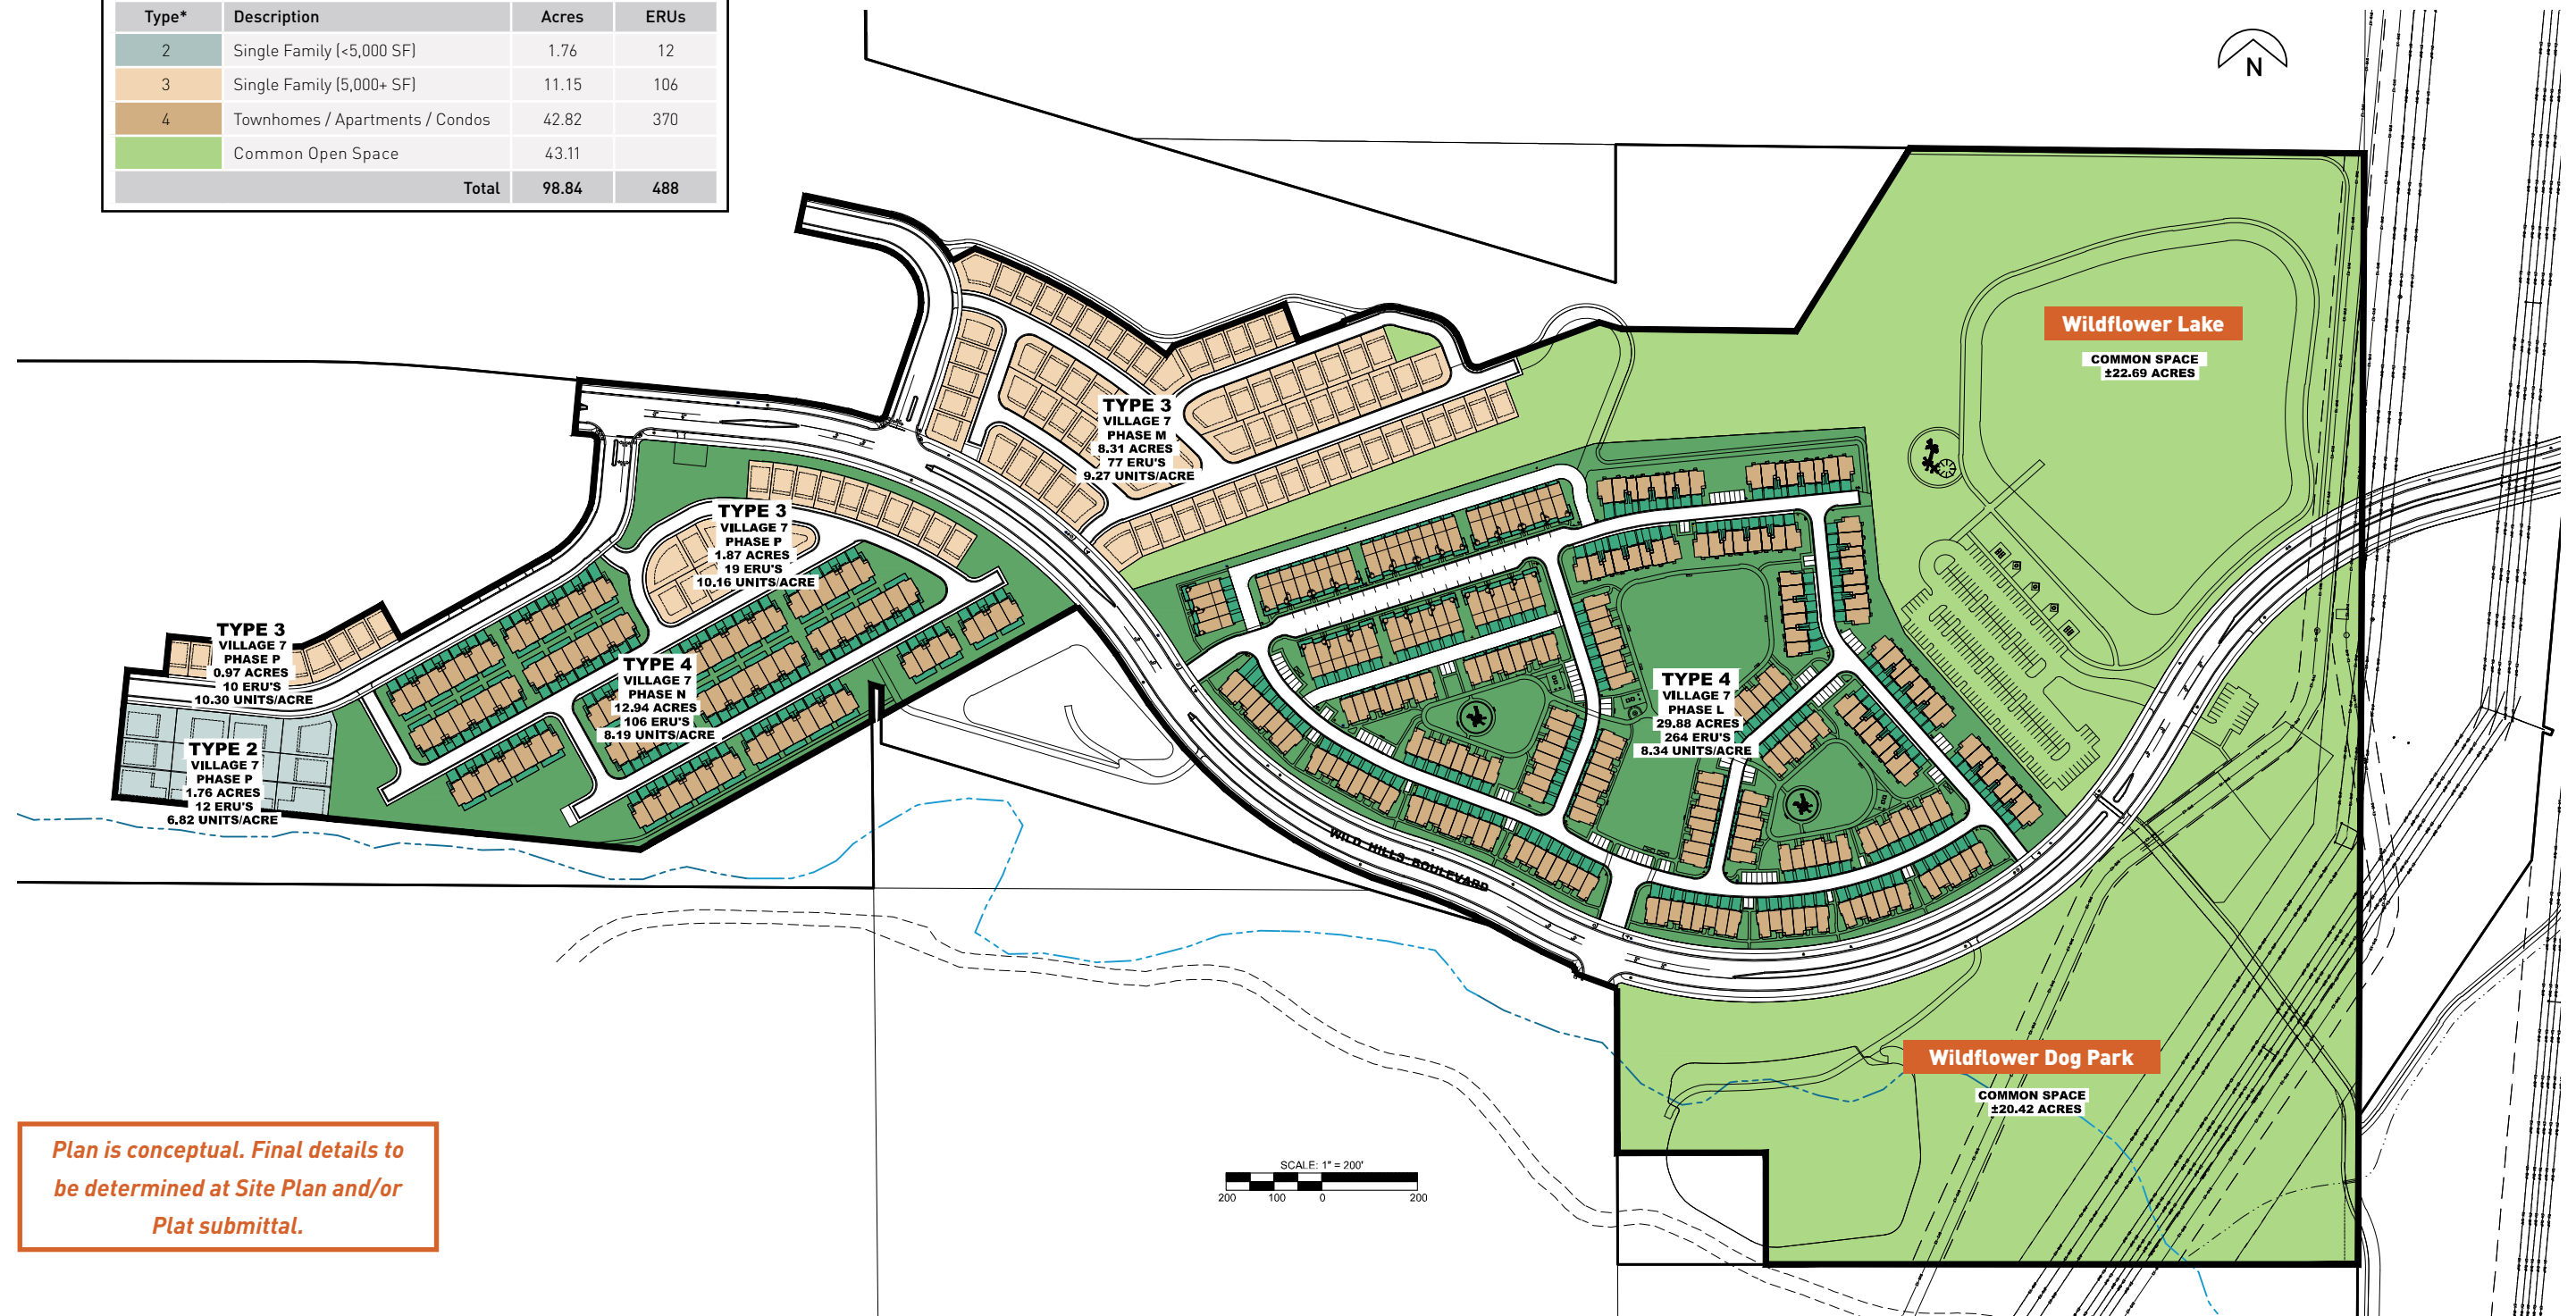 Type* Description Acres ERUs
2 Single Family (<5,000 SF) 1.76 12
3 Single Family (5,000+ SF) 11.15 106
4 Townhomes / Apartments / Condos 42.82 370
Common Open Space 43.11
Total 98.84 488
N
Wildflower Lake
COMMON SPACE
±22.69 ACRES
TYPE 3
VILLAGE 7
PHASE M
8.31 ACRES
77 ERU'S
9.27 UNITS/ACRE
TYPE 3
VILLAGE 7
PHASE P
1.87 ACRES
19 ERU'S
10.16 UNITS/ACRE
TYPE 3
VILLAGE 7
PHASE P
0.97 ACRES
10 ERU'S
10.30 UNITS/ACRE
TYPE 4
VILLAGE 7
PHASE N
12.94 ACRES
106 ERU'S
8.19 UNITS/ACRE
TYPE 4
VILLAGE 7
PHASE L
29.88 ACRES
264 ERU'S
8.34 UNITS/ACRE
TYPE 2
VILLAGE 7
PHASE P
1.76 ACRES
12 ERU'S
6.82 UNITS/ACRE
WILD HILLS BOULEVARD
Wildflower Dog Park
COMMON SPACE
±20.42 ACRES
Plan is conceptual. Final details to
be determined at Site Plan and/or
Plat submittal.
SCALE: 1" = 200'
200 100 0 200